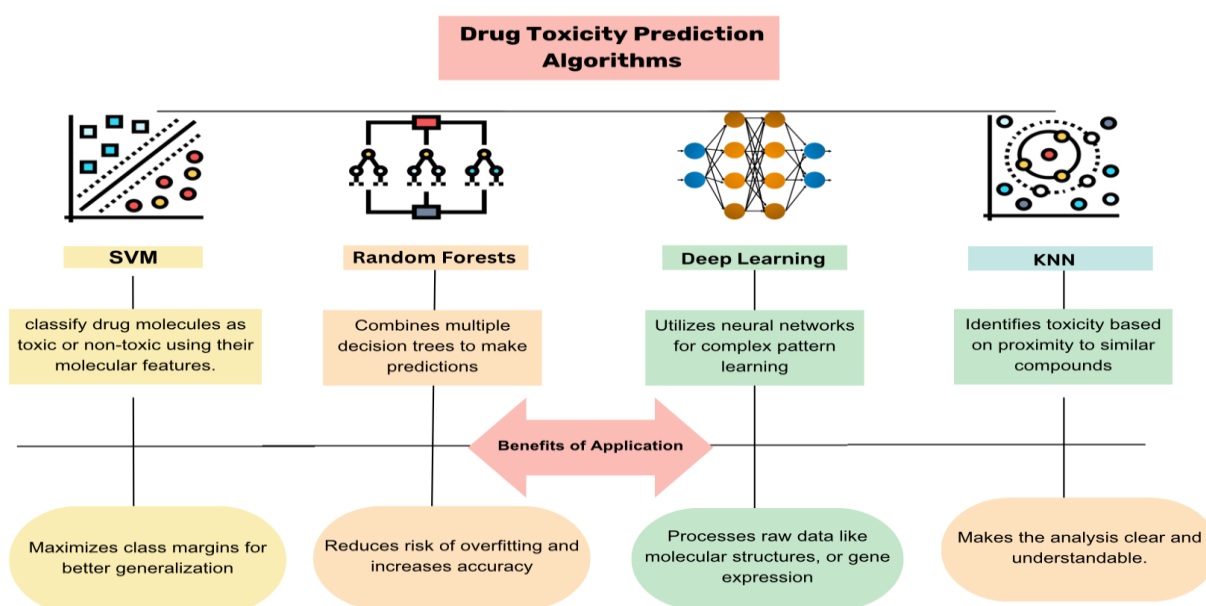 Drug Toxicity Prediction
Algorithms
SVM
Random Forests
Deep Learning
KNN
classify drug molecules as
toxic or non-toxic using their
molecular features.
Combines multiple
decision trees to make
predictions
Utilizes neural networks
for complex pattern
learning
Identifies toxicity based
on proximity to similar
compounds
Benefits of Application
Maximizes class margins for
better generalization
Reduces risk of overfitting and
increases accuracy
Processes raw data like
molecular structures, or gene
expression
Makes the analysis clear and
understandable.